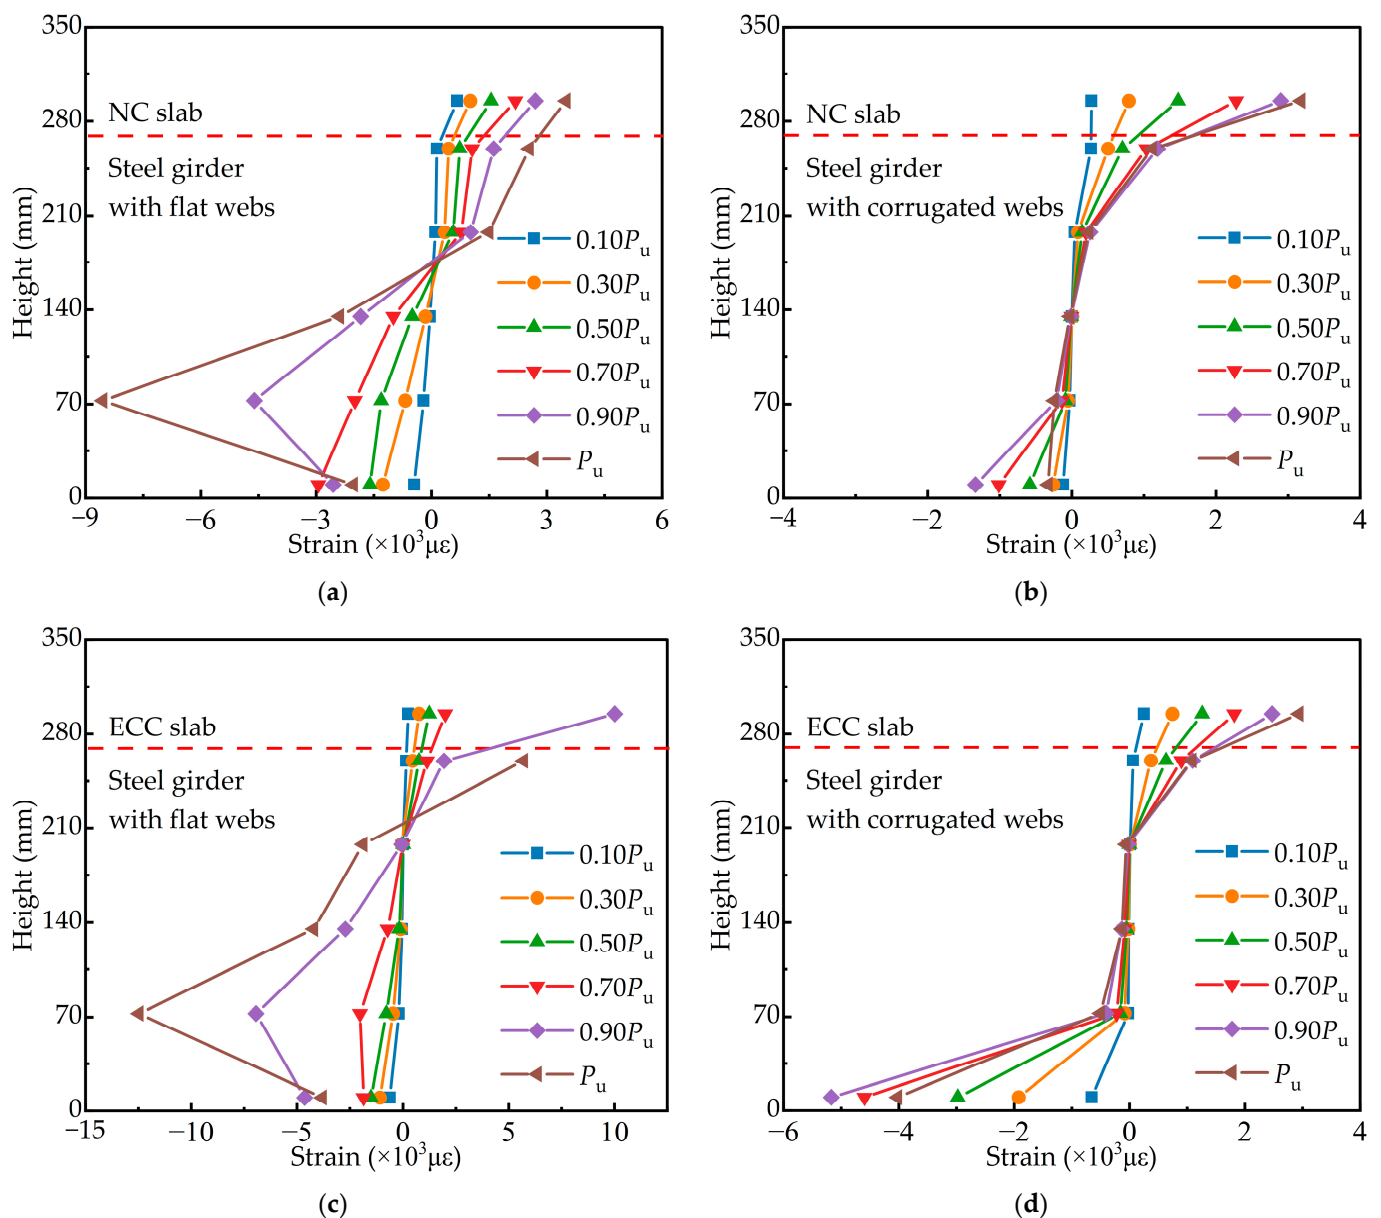 350
280
210
140
70
0
Height (mm)
NC slab
Steel girder
with flat webs
0.10Pu
0.30Pu
0.50Pu
0.70Pu
0.90Pu
Pu
−9 −6 −3 0 3 6
Strain (×10³με)
(a)
350
280
210
140
70
0
Height (mm)
NC slab
Steel girder
with corrugated webs
0.10Pu
0.30Pu
0.50Pu
0.70Pu
0.90Pu
Pu
−4 −2 0 2 4
Strain (×10³με)
(b)
350
280
210
140
70
0
Height (mm)
ECC slab
Steel girder
with flat webs
0.10Pu
0.30Pu
0.50Pu
0.70Pu
0.90Pu
Pu
−15 −10 −5 0 5 10
Strain (×10³με)
(c)
350
280
210
140
70
0
Height (mm)
ECC slab
Steel girder
with corrugated webs
0.10Pu
0.30Pu
0.50Pu
0.70Pu
0.90Pu
Pu
−6 −4 −2 0 2 4
Strain (×10³με)
(d)